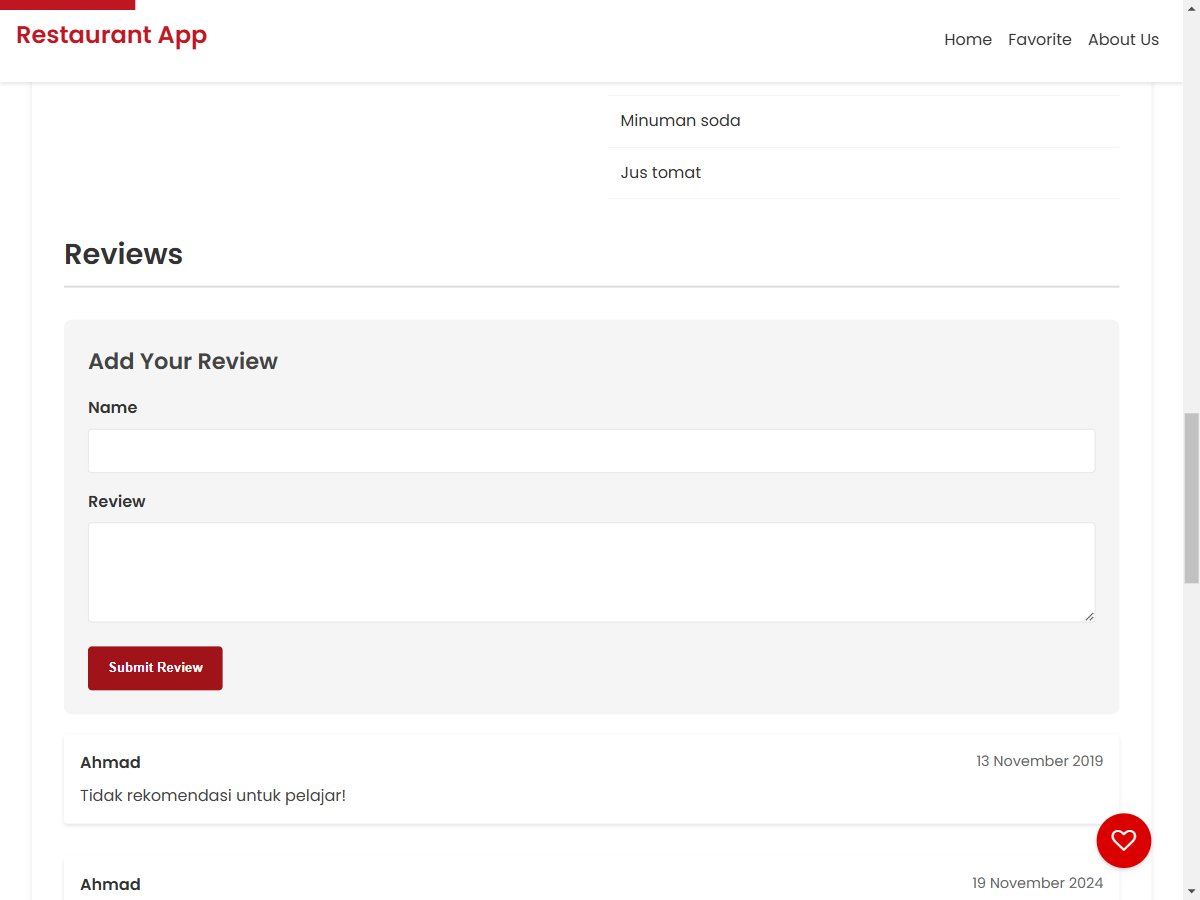 Restaurant App
Home Favorite About Us
Minuman soda
Jus tomat
Reviews
Add Your Review
Name
Review
Submit Review
Ahmad
13 November 2019
Tidak rekomendasi untuk pelajar!
Ahmad
19 November 2024